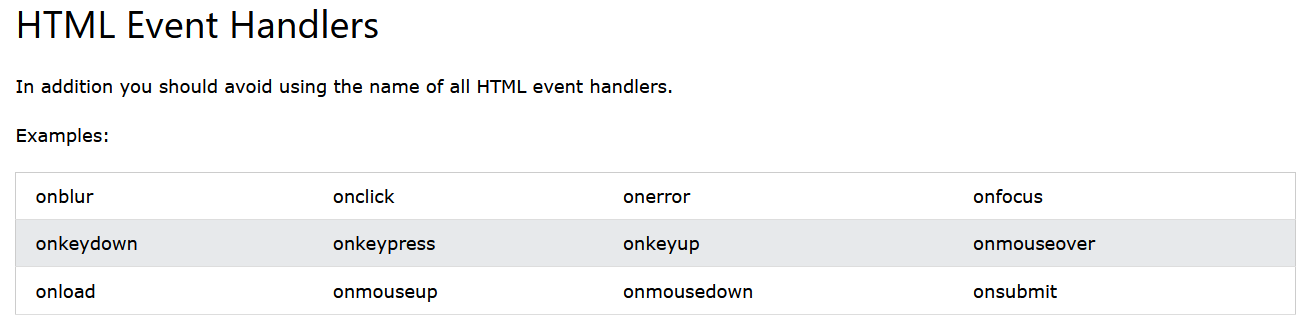 HTML Event Handlers
In addition you should avoid using the name of all HTML event handlers.
Examples:
onblur onclick onerror onfocus
onkeydown onkeypress onkeyup onmouseover
onload onmouseup onmousedown onsubmit